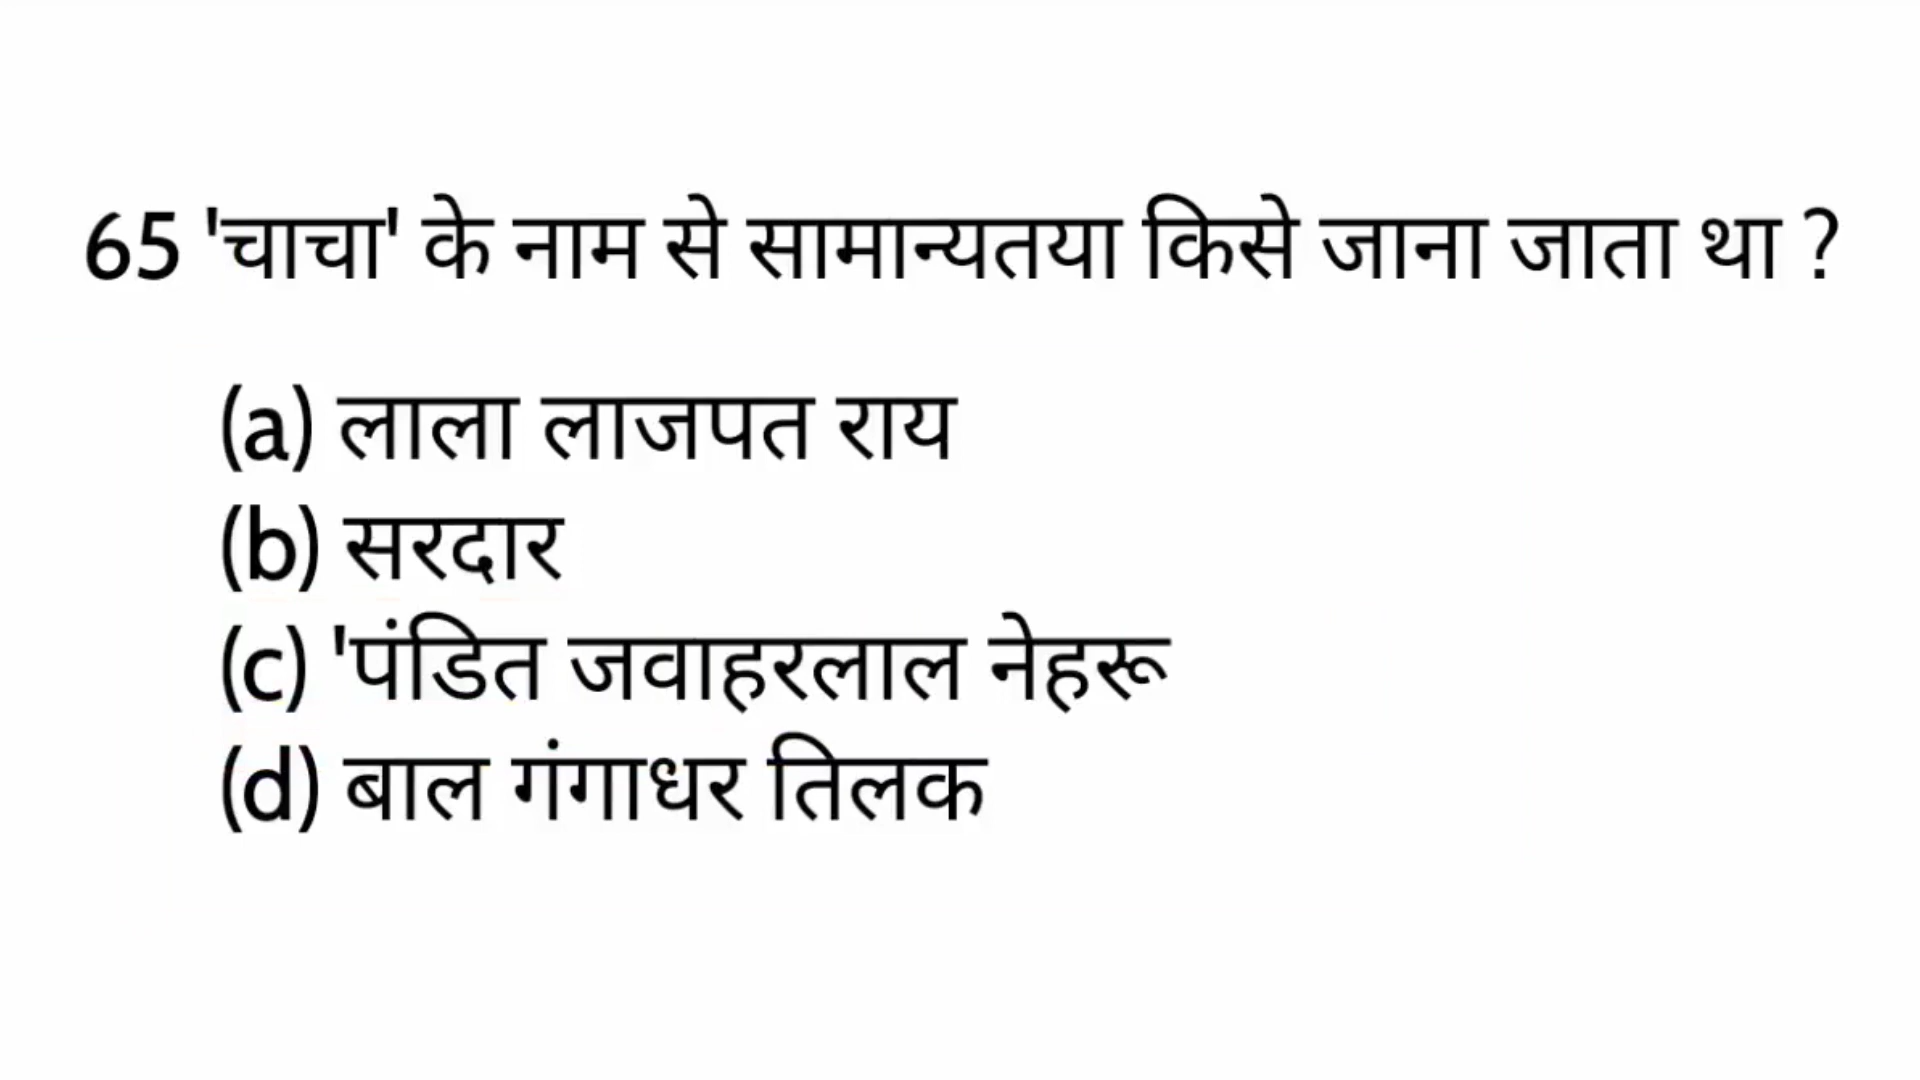 65 'चाचा' के नाम से सामान्यतया किसे जाना जाता था ?
(a) लाला लाजपत राय
(b) सरदार
(c) 'पंडित जवाहरलाल नेहरू
(d) बाल गंगाधर तिलक